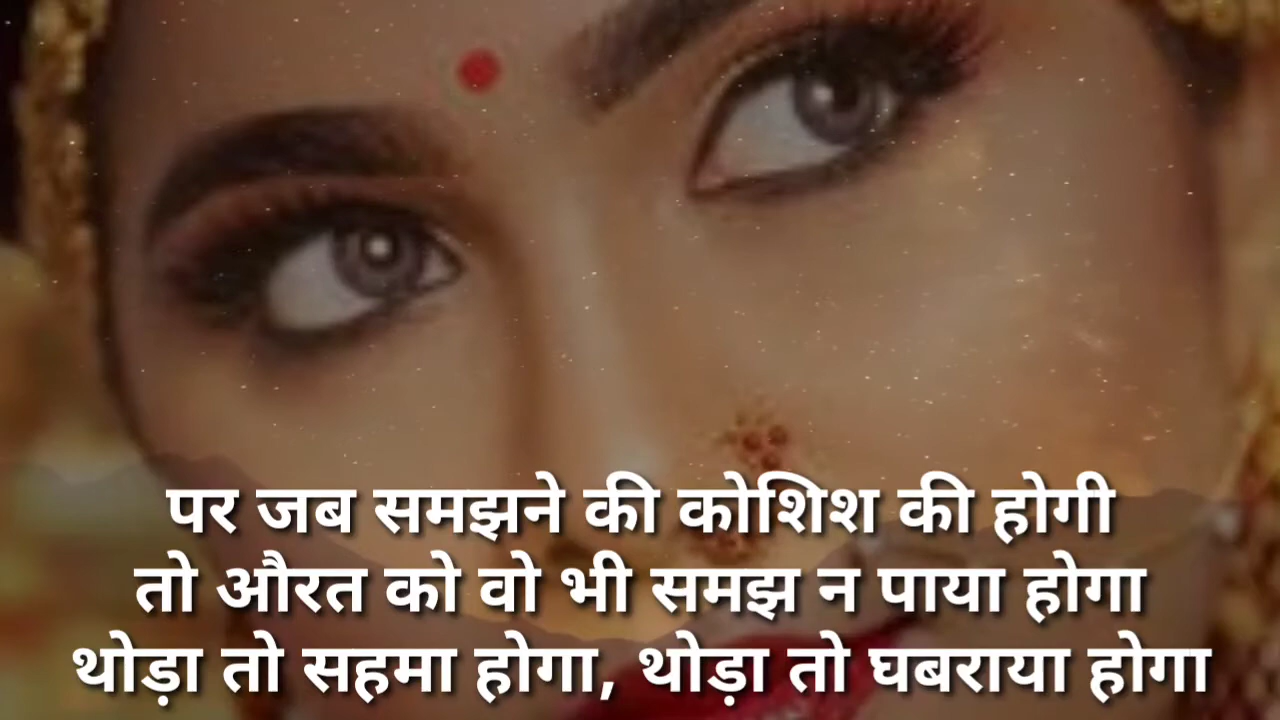 पर जब समझने की कोशिश की होगी
तो औरत को वो भी समझ न पाया होगा
थोड़ा तो सहमा होगा, थोड़ा तो घबराया होगा